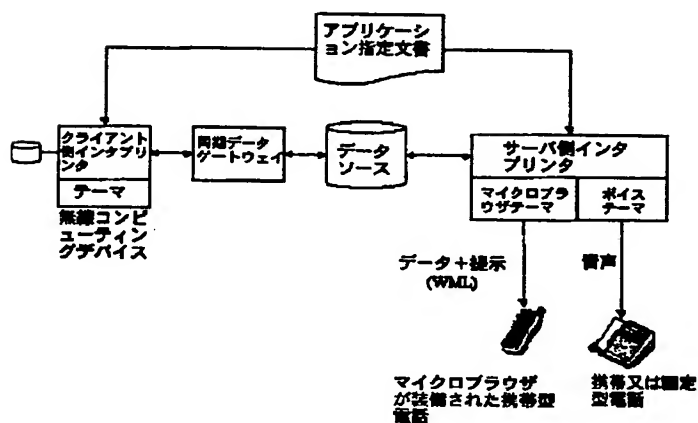 アプリケーシ
ョン指定文書
クライアント
側インタプリ
ンタ
テーマ
無線コンピ
ューティン
グデバイス
同期データ
ゲートウェイ
データ
ソース
サーバ側インタ
プリンタ
マイクロブラ
ウザテーマ
ボイス
テーマ
データ+提示
(WML)
音声
マイクロブラウザ
が装備された携帯型
電話
携帯又は固定
型電話